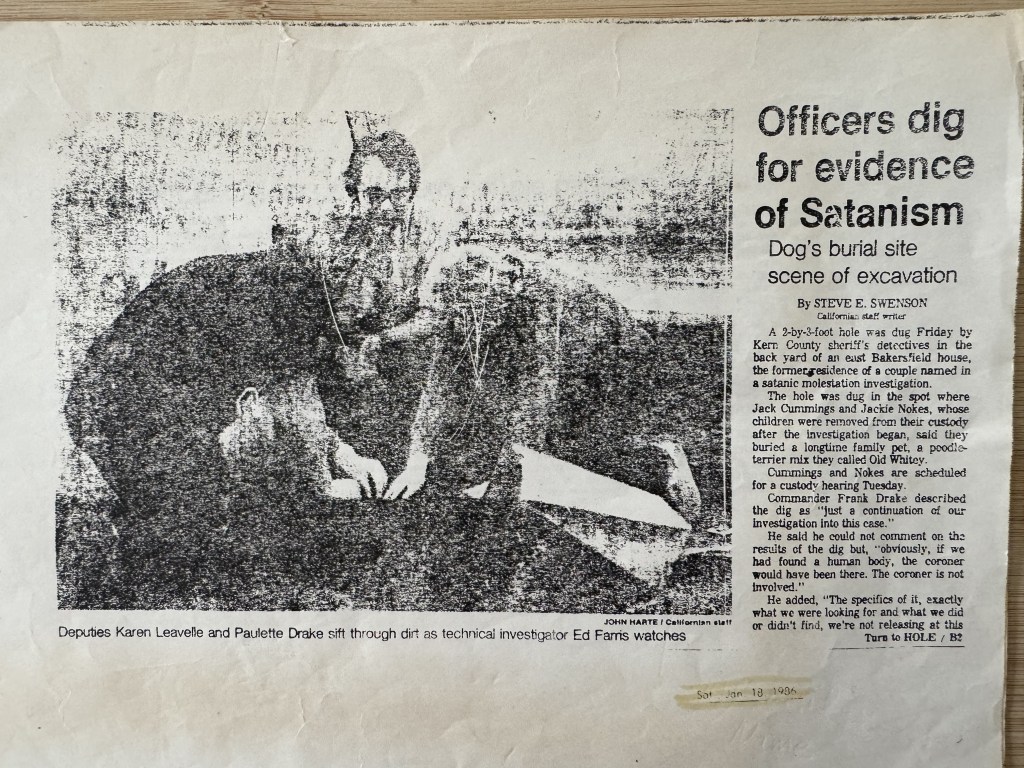 Officers dig
for evidence
of Satanism
Dog's burial site
scene of excavation
By STEVE E. SWENSON
Californian staff writer
A 2-by-3-foot hole was dug Friday by
Kern County sheriff's detectives in the
back yard of an east Bakersfield house,
the former residence of a couple named in
a satanic molestation investigation.
The hole was dug in the spot where
Jack Cummings and Jackie Nokes, whose
children were removed from their custody
after the investigation began, said they
buried a longtime family pet, a poodle-
terrier mix they called Old Whitey.
Cummings and Nokes are scheduled
for a custody hearing Tuesday.
Commander Frank Drake described
the dig as "just a continuation of our
investigation into this case."
He said he could not comment on the
results of the dig but, "obviously, if we
had found a human body, the coroner
would have been there. The coroner is not
involved."
He added, "The specifics of it, exactly
what we were looking for and what we did
or didn't find, we're not releasing at this
Turn to HOLE / B2
JOHN HARTE / Californian staff
Deputies Karen Leavelle and Paulette Drake sift through dirt as technical investigator Ed Farris watches
Sat Jan 18 1986